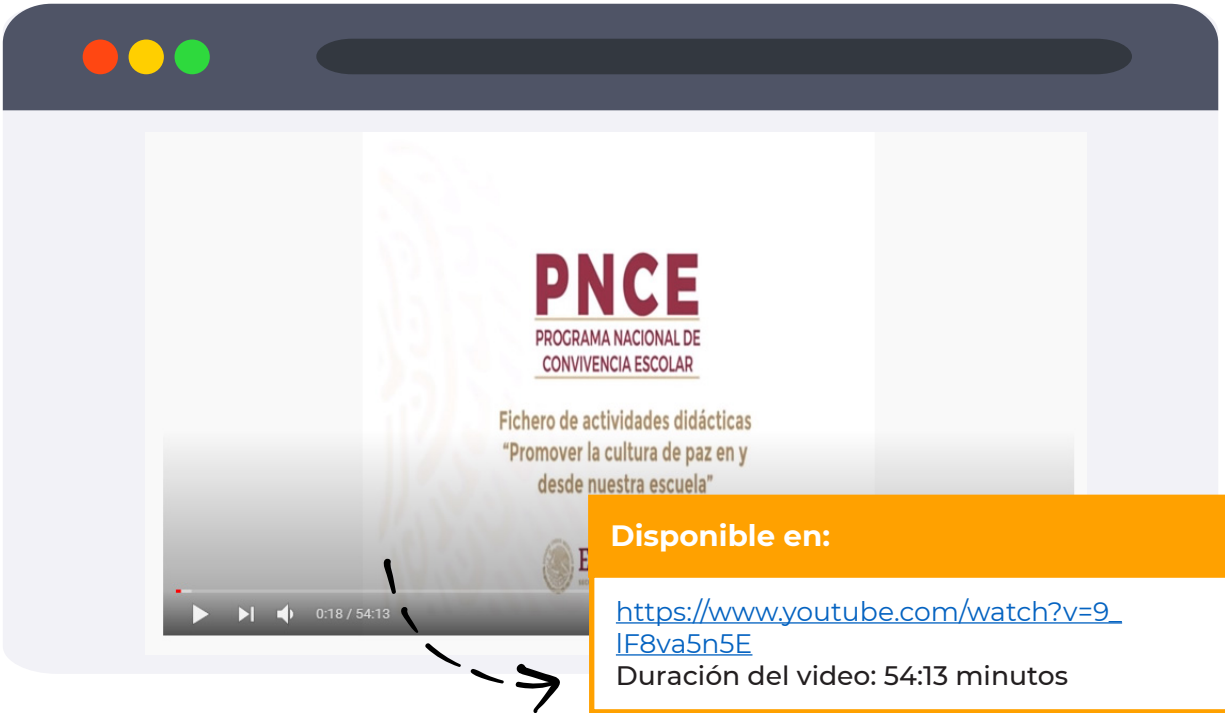 PNCE
PROGRAMA NACIONAL DE
CONVIVENCIA ESCOLAR
Fichero de actividades didácticas
“Promover la cultura de paz en y
desde nuestra escuela”
0:18 / 54:13
Disponible en:
https://www.youtube.com/watch?v=9_
lF8va5n5E
Duración del video: 54:13 minutos